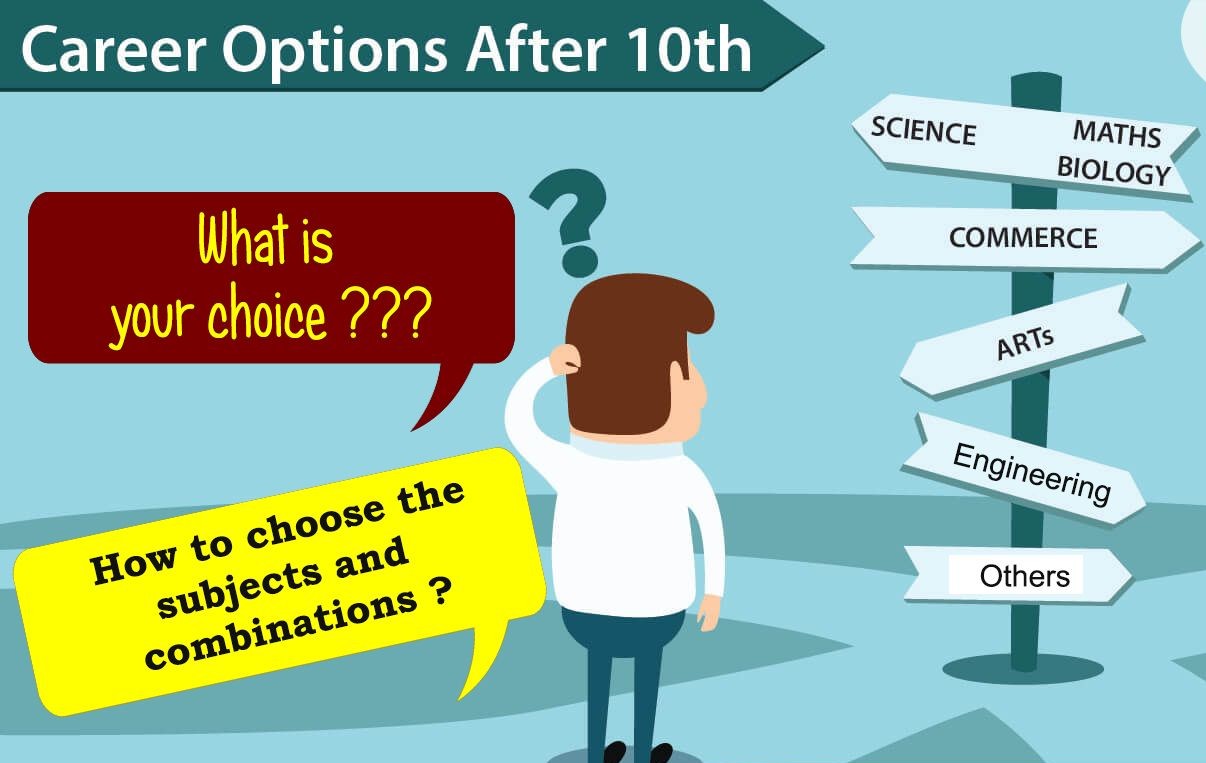 Career Options After 10th
What is
your choice ???
How to choose the
subjects and
combinations ?
SCIENCE MATHS
BIOLOGY
COMMERCE
ARTs
Engineering
Others